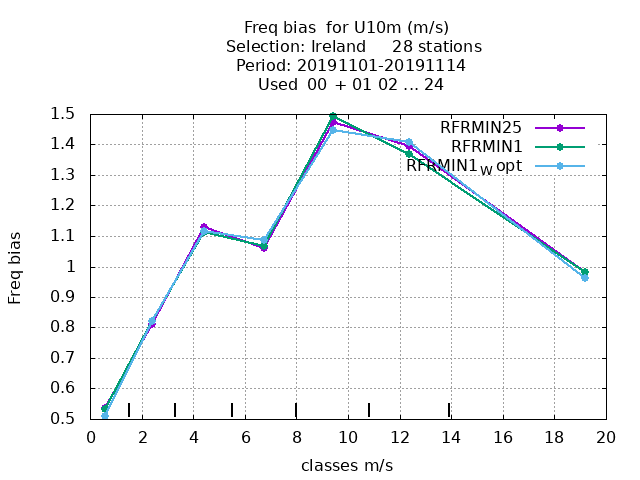 Freq bias  for U10m (m/s)
Selection: Ireland     28 stations
Period: 20191101-20191114
Used  00  + 01 02 ... 24
RFRMIN25
RFRMIN1
RFRMIN1W opt
1.5
1.4
1.3
1.2
1.1
1
0.9
0.8
0.7
0.6
0.5
Freq bias
0 2 4 6 8 10 12 14 16 18 20
classes m/s